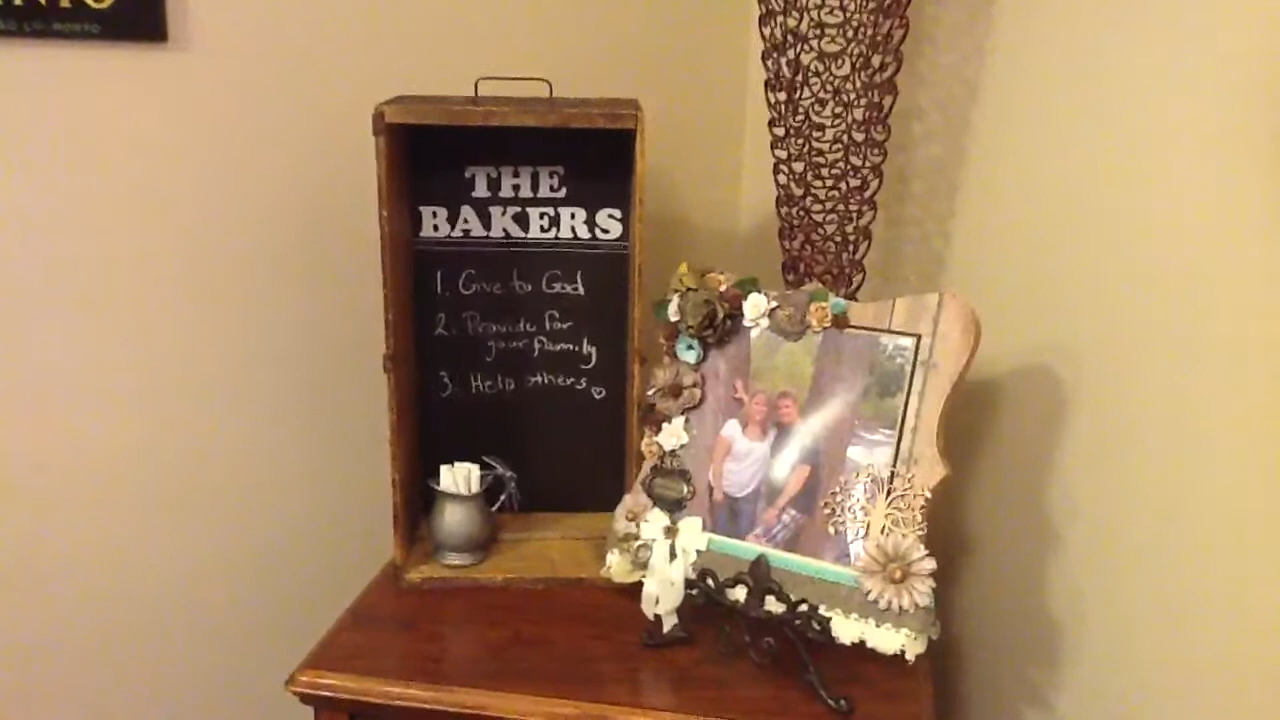 THE
BAKERS
1. Give to God
2. Provide for
your family
3. Help others